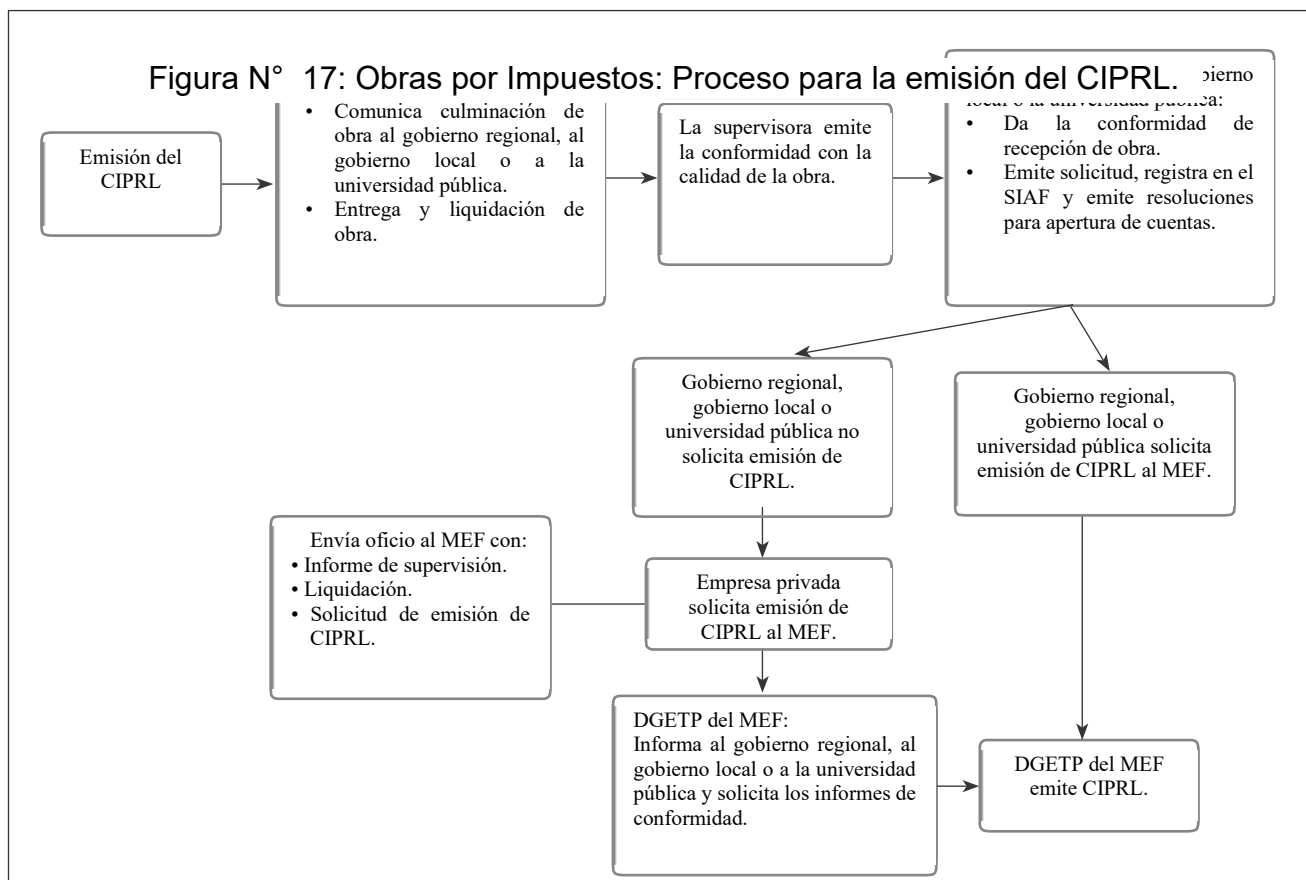 Figura N° 17: Obras por Impuestos: Proceso para la emisión del CIPRL.
Emisión del
CIPRL
• Comunica culminación de
obra al gobierno regional, al
gobierno local o a la
universidad pública.
• Entrega y liquidación de
obra.
La supervisora emite
la conformidad con la
calidad de la obra.
local o la universidad pública:
• Da la conformidad de
recepción de obra.
• Emite solicitud, registra en el
SIAF y emite resoluciones
para apertura de cuentas.
Gobierno regional,
gobierno local o
universidad pública no
solicita emisión de
CIPRL.
Gobierno regional,
gobierno local o
universidad pública solicita
emisión de CIPRL al MEF.
Envía oficio al MEF con:
• Informe de supervisión.
• Liquidación.
• Solicitud de emisión de
CIPRL.
Empresa privada
solicita emisión de
CIPRL al MEF.
DGETP del MEF:
Informa al gobierno regional, al
gobierno local o a la universidad
pública y solicita los informes de
conformidad.
DGETP del MEF
emite CIPRL.